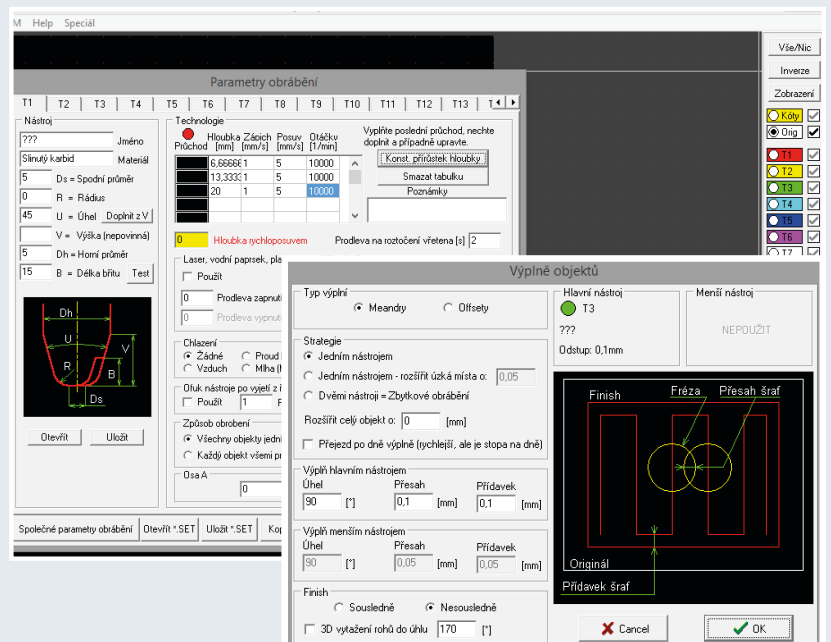 M Help Speciál
Vše/Nic
Inverze
Zobrazení
Kóty
Orig
T1
T2
T3
T4
T5
T6
T7
Parametry obrábění
T1 T2 T3 T4 T5 T6 T7 T8 T9 T10 T11 T12 T13
Nástroj
??? Jméno
Slinutý karbid Materiál
5 Ds = Spodní průměr
0 R = Rádius
45 U = Úhel Doplnit z V
V = Výška (nepovinná)
5 Dh = Horní průměr
15 B = Délka břitu Test
Dh
U
V
R
B
Ds
Otevřít Uložit
Technologie
Průchod Hloubka [mm] Zápich [mm/s] Posuv [mm/s] Otáčky [1/min]
6,66666 1 5 10000
13,3333 1 5 10000
20 1 5 10000
Vyplňte poslední průchod, nechte
doplnit a případně upravte.
Konst. přírůstek hloubky
Smazat tabulku
Poznámky
0 Hloubka rychloposuvem Prodleva na roztočení vřetena [s] 2
Laser, vodní paprsek, pla
Použít
0 Prodleva zapnutí
0 Prodleva vypnutí
Chlazení
Žádné Proud
Vzduch Mlha
Ofuk nástroje po vyjetí z
Použít 1
Způsob obrobení
Všechny objekty jední
Každý objekt všemi
Osa A
0
Společné parametry obrábění Otevřít *.SET Uložit *.SET Kop
Výplně objektů
Typ výplní
Meandry Offsety
Strategie
Jedním nástrojem
Jedním nástrojem - rozšířit úzká místa o: 0,05
Dvěmi nástroji = Zbytkové obrábění
Rozšířit celý objekt o: 0 [mm]
Přejezd po dně výplně (rychlejší, ale je stopa na dně)
Výplň hlavním nástrojem
Úhel Přesah Přídavek
90 [°] 0,1 [mm] 0,1 [mm]
Výplň menším nástrojem
Úhel Přesah Přídavek
90 [°] 0,05 [mm] 0,05 [mm]
Finish
Sousledně Nesousledně
3D vytažení rohů do úhlu 170 [°]
Hlavní nástroj
T3
???
Odstup: 0,1mm
Menší nástroj
NEPOUŽIT
Finish Fréza Přesah šraf
Originál
Přídavek šraf
Cancel OK